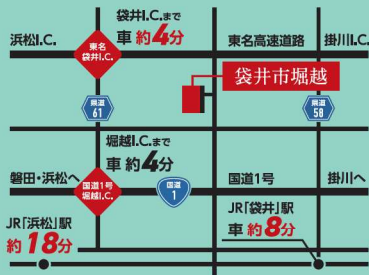 袋井I.C.まで
車 約4分
浜松I.C.
東名
袋井I.C.
東名高速道路
掛川I.C.
袋井市堀越
県道
61
県道
58
堀越I.C.まで
車 約4分
磐田・浜松へ
国道1号
堀越I.C.
国道
1
国道1号
掛川へ
JR「浜松」駅
約18分
JR「袋井」駅
車 約8分